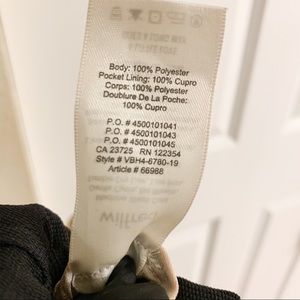 Body: 100% Polyester
Pocket Lining: 100% Cupro
Corps: 100% Polyester
Doublure De La Poche:
100% Cupro
P.O. #4500101041
P.O. #4500101043
P.O. #4500101045
CA 23725 RN 122354
Style # VBH4-6780-19
Article # 66988